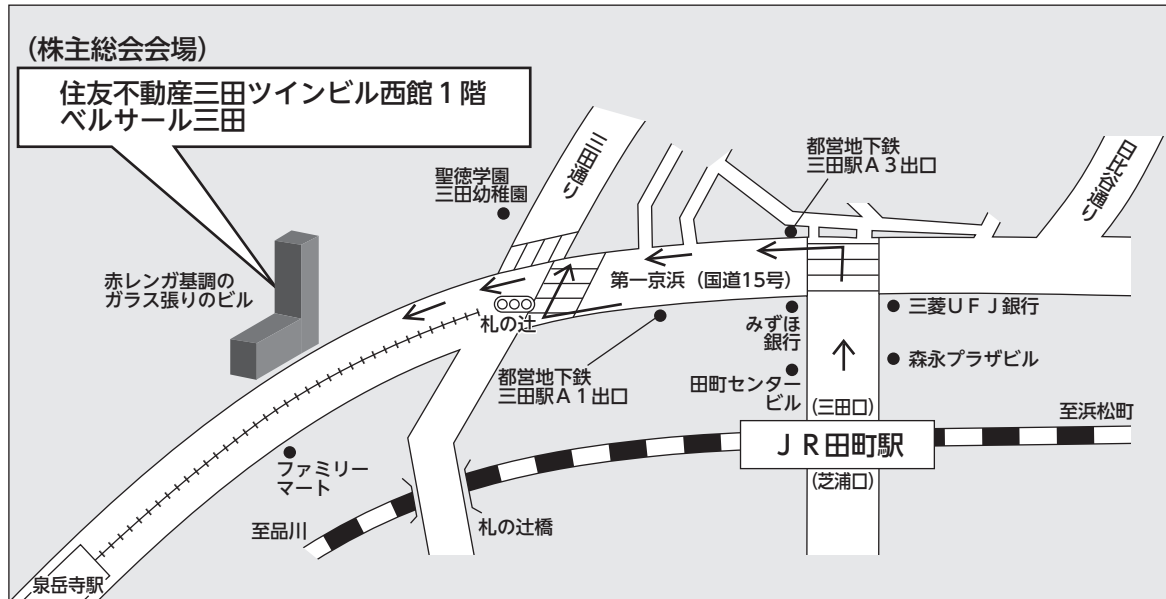 (株主総会会場)
住友不動産三田ツインビル西館1階
ベルサール三田
三田通り
聖徳学園
三田幼稚園
都営地下鉄
三田駅A3出口
日比谷通り
赤レンガ基調の
ガラス張りのビル
第一京浜(国道15号)
札の辻
みずほ
銀行
三菱UFJ銀行
都営地下鉄
三田駅A1出口
田町センター
ビル
森永プラザビル
(三田口)
至浜松町
JR田町駅
(芝浦口)
ファミリー
マート
至品川
札の辻橋
泉岳寺駅